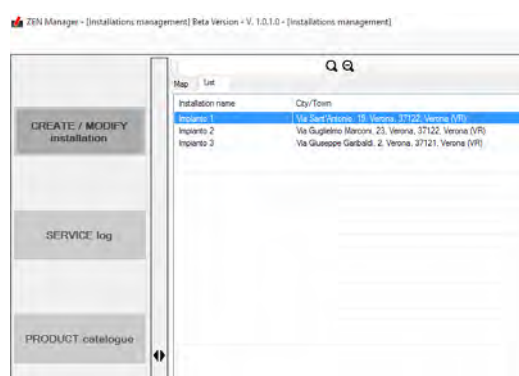 ZEN Manager - [Installations management] Beta Version - V. 1.0.1.0 - [Installations management]
Map List
Installation name City/Town
Impianto 1 Via Sant'Antonio, 15, Verona, 37122, Verona (VR)
Impianto 2 Via Guglielmo Marconi, 23, Verona, 37122, Verona (VR)
Impianto 3 Via Giuseppe Garibaldi, 2, Verona, 37121, Verona (VR)
CREATE / MODIFY
installation
SERVICE log
PRODUCT catalogue